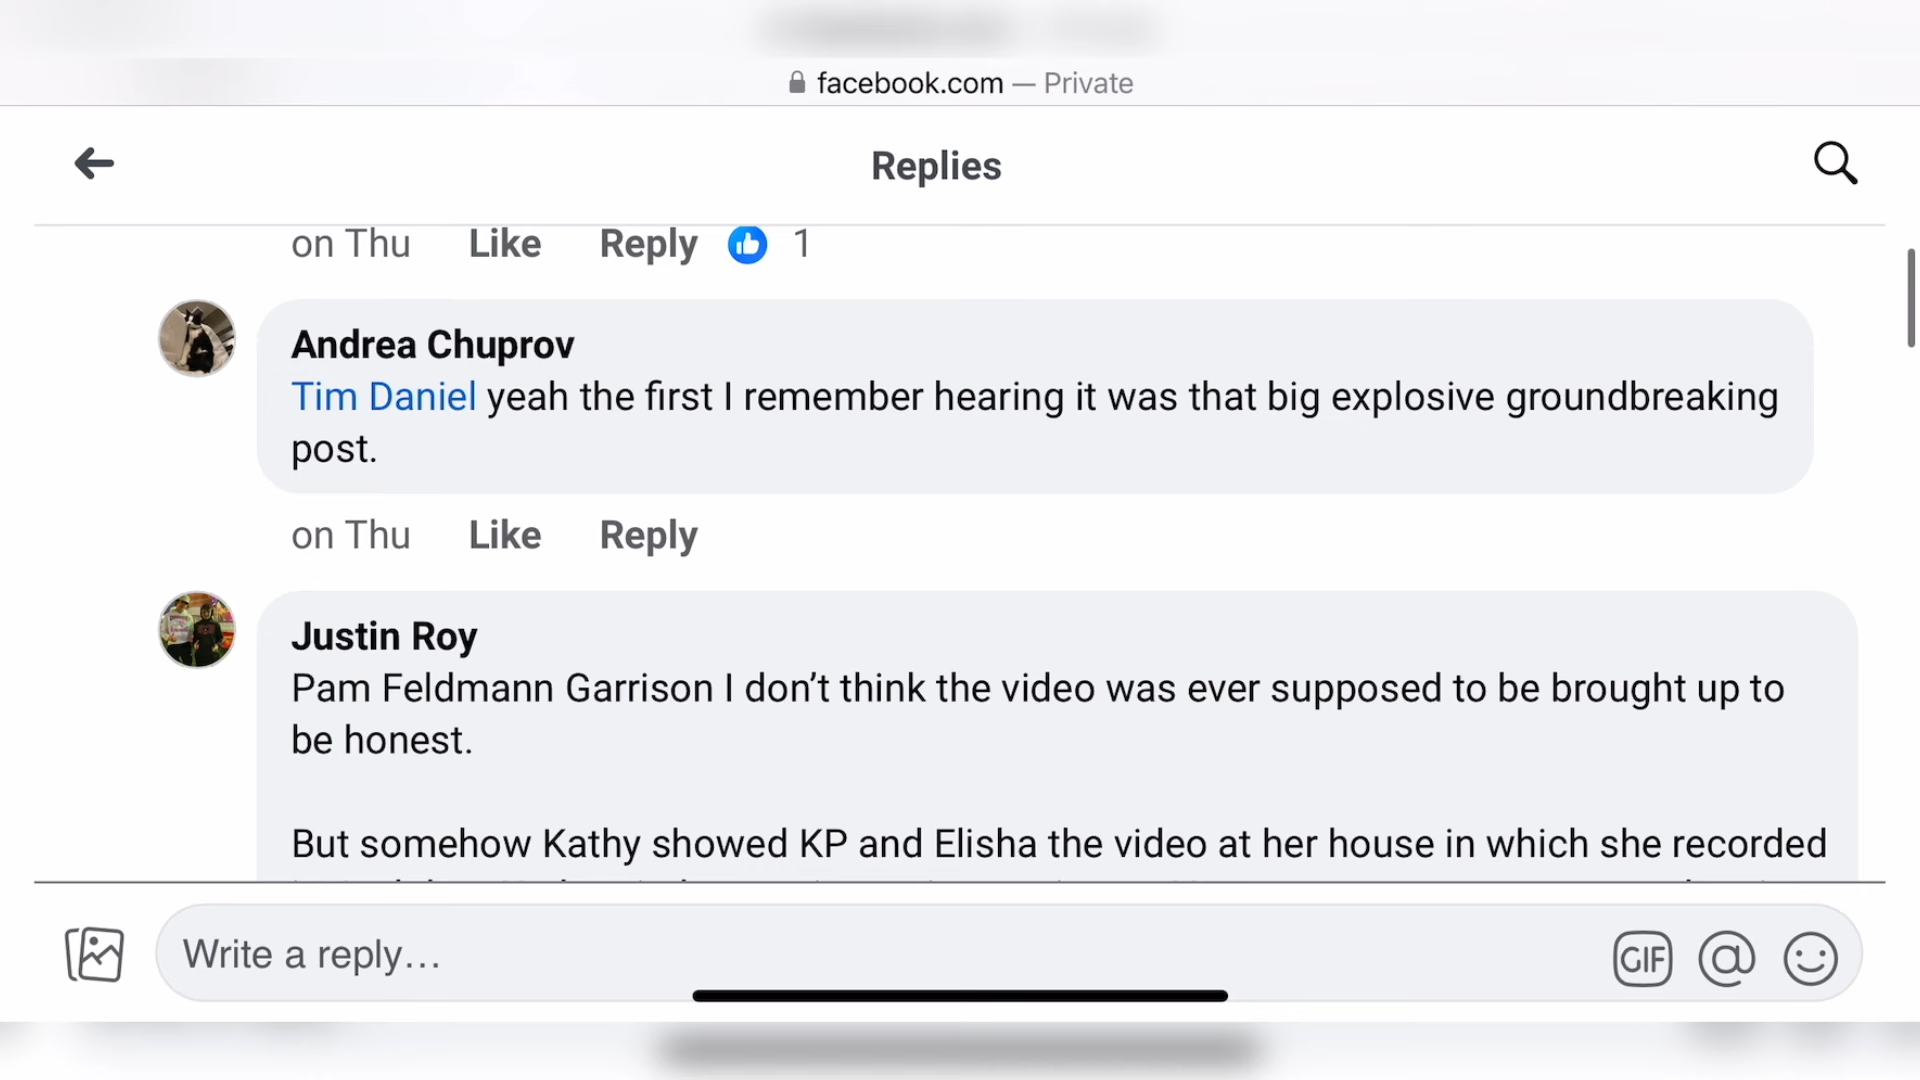 facebook.com — Private
Replies
on Thu Like Reply 1
Andrea Chuprov
Tim Daniel yeah the first I remember hearing it was that big explosive groundbreaking
post.
on Thu Like Reply
Justin Roy
Pam Feldmann Garrison I don’t think the video was ever supposed to be brought up to
be honest.
But somehow Kathy showed KP and Elisha the video at her house in which she recorded
Write a reply…
GIF